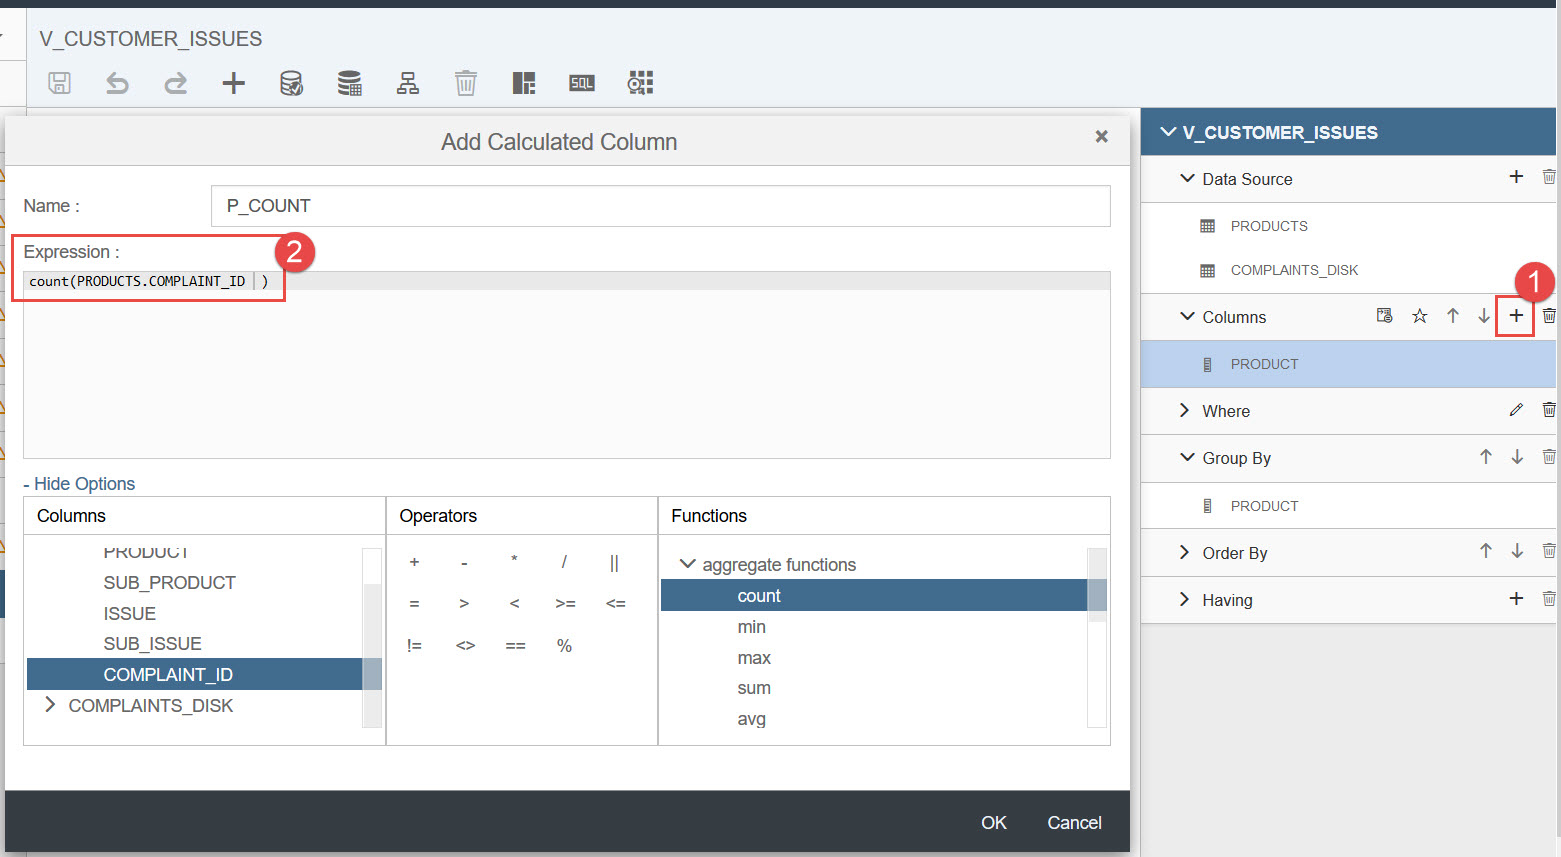 V_CUSTOMER_ISSUES
SQL
Add Calculated Column ×
Name : P_COUNT
Expression : 2
count(PRODUCTS.COMPLAINT_ID )
- Hide Options
Columns Operators Functions
PRODUCT
SUB_PRODUCT
ISSUE
SUB_ISSUE
COMPLAINT_ID
COMPLAINTS_DISK
+ - * / ||
= > < >= <=
!= <> == %
aggregate functions
count
min
max
sum
avg
OK Cancel
V_CUSTOMER_ISSUES
Data Source +
PRODUCTS
COMPLAINTS_DISK
1
Columns +
PRODUCT
Where
Group By
PRODUCT
Order By
Having +